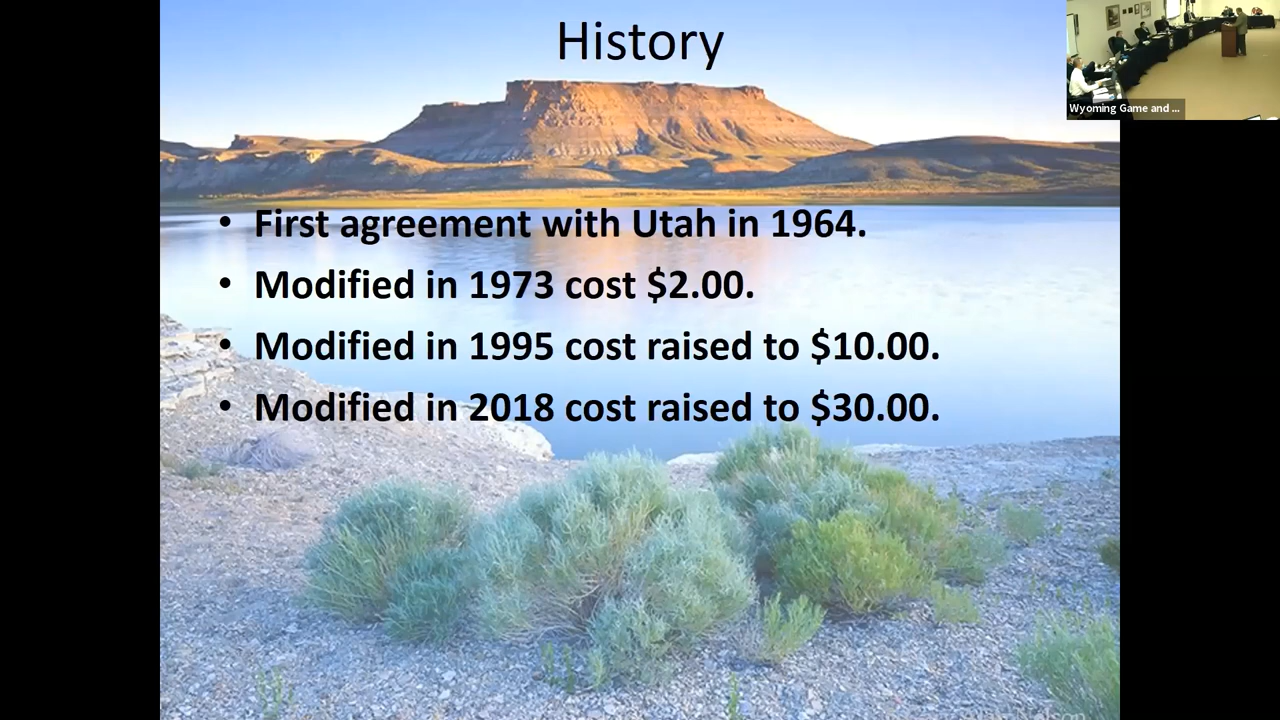 History
Wyoming Game and ...
• First agreement with Utah in 1964.
• Modified in 1973 cost $2.00.
• Modified in 1995 cost raised to $10.00.
• Modified in 2018 cost raised to $30.00.